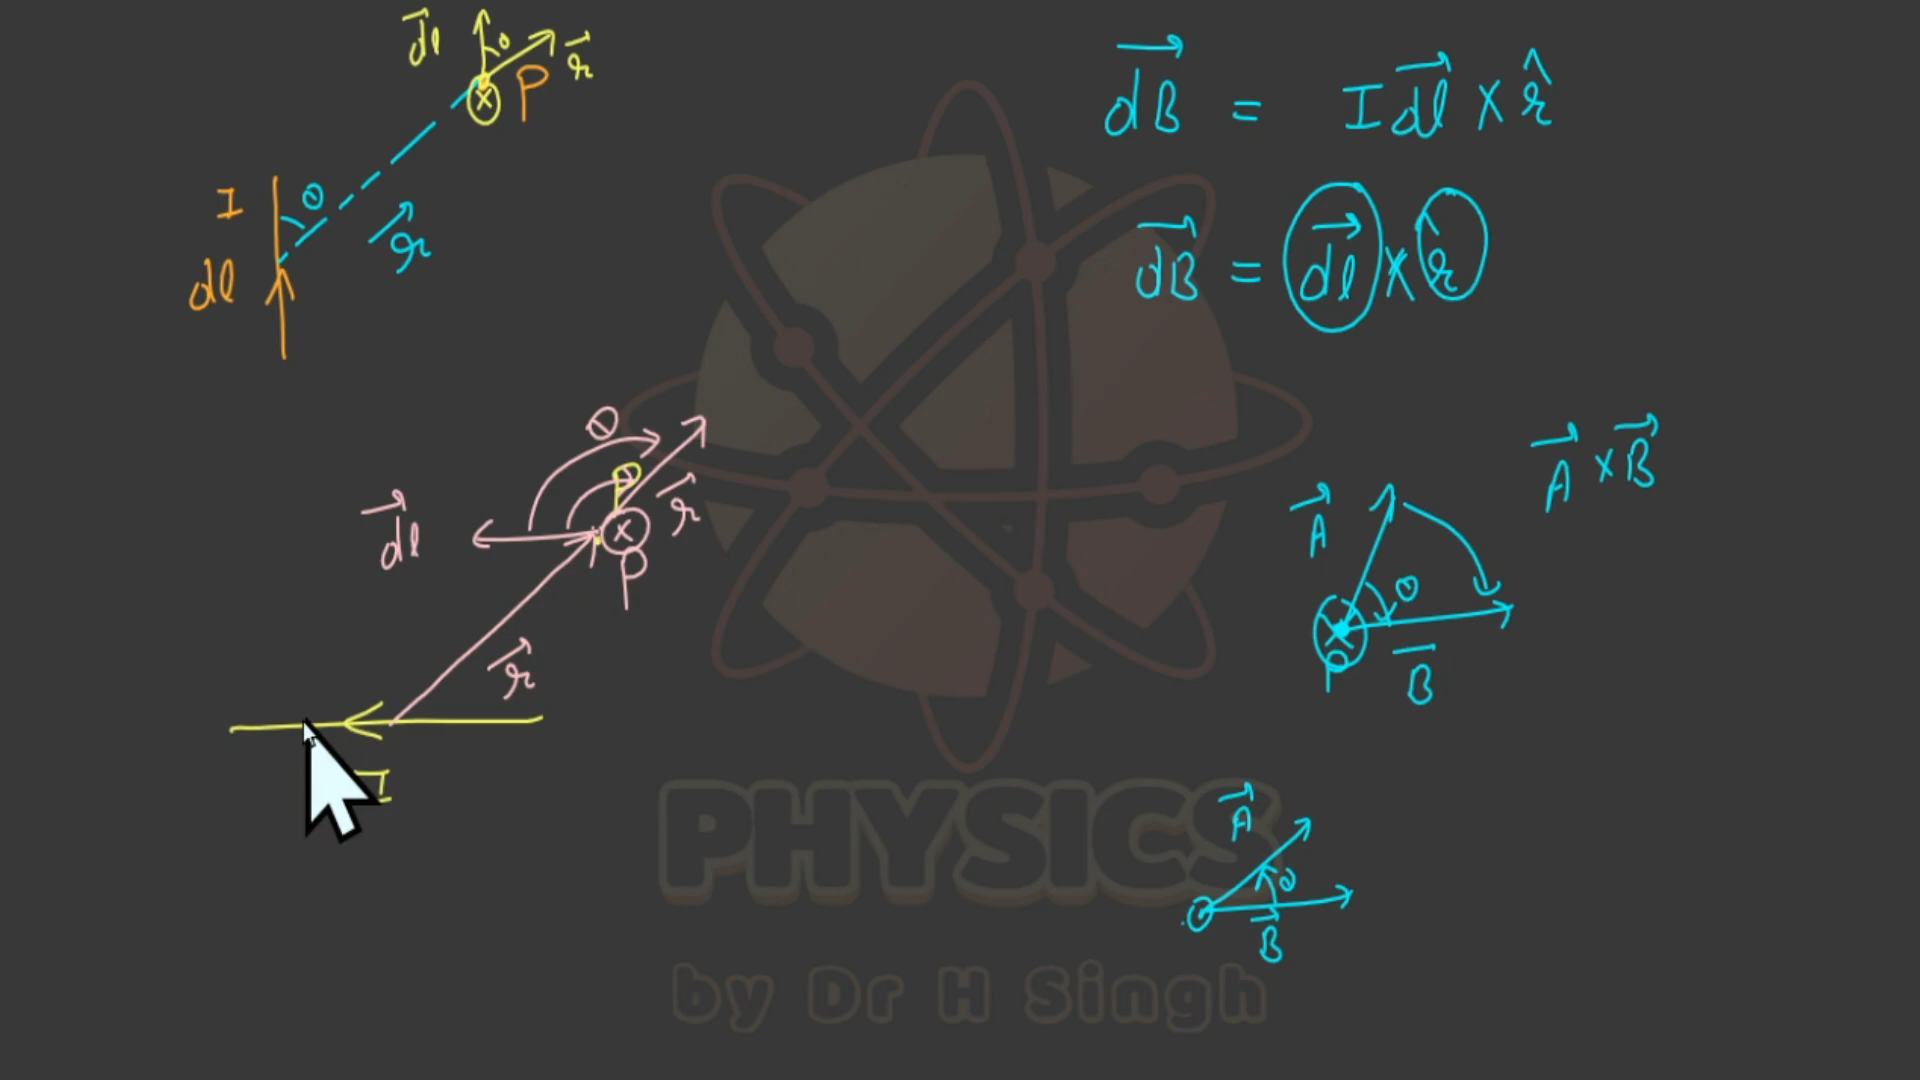 dl θ r
P
I θ
dl r
dB = I dl × r̂
dB = dl × r̂
θ
dl P r
P
r
I
A × B
A θ
P B
A
θ
B
PHYSICS
by Dr H Singh